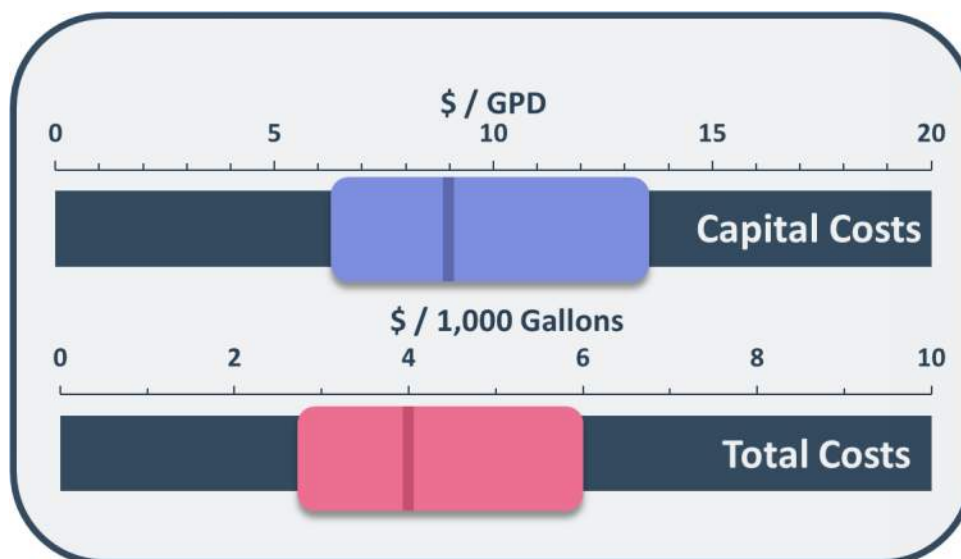 $ / GPD
0 5 10 15 20
Capital Costs
$ / 1,000 Gallons
0 2 4 6 8 10
Total Costs